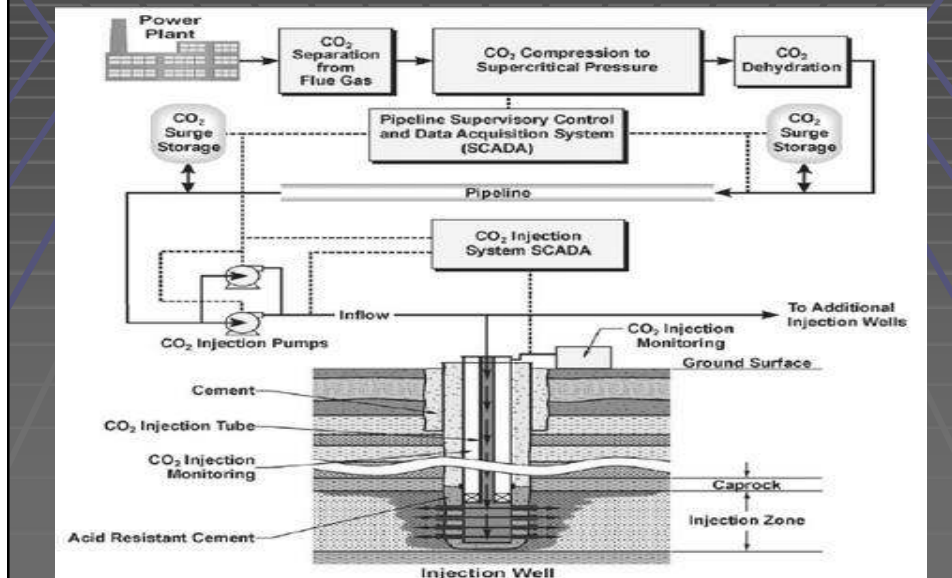 Power
Plant
CO₂
Separation
from
Flue Gas
CO₂ Compression to
Supercritical Pressure
CO₂
Dehydration
CO₂
Surge
Storage
Pipeline Supervisory Control
and Data Acquisition System
(SCADA)
CO₂
Surge
Storage
Pipeline
CO₂ Injection
System SCADA
Inflow
To Additional
Injection Wells
CO₂ Injection Pumps
CO₂ Injection
Monitoring
Ground Surface
Cement
CO₂ Injection Tube
CO₂ Injection
Monitoring
Caprock
Injection Zone
Acid Resistant Cement
Injection Well